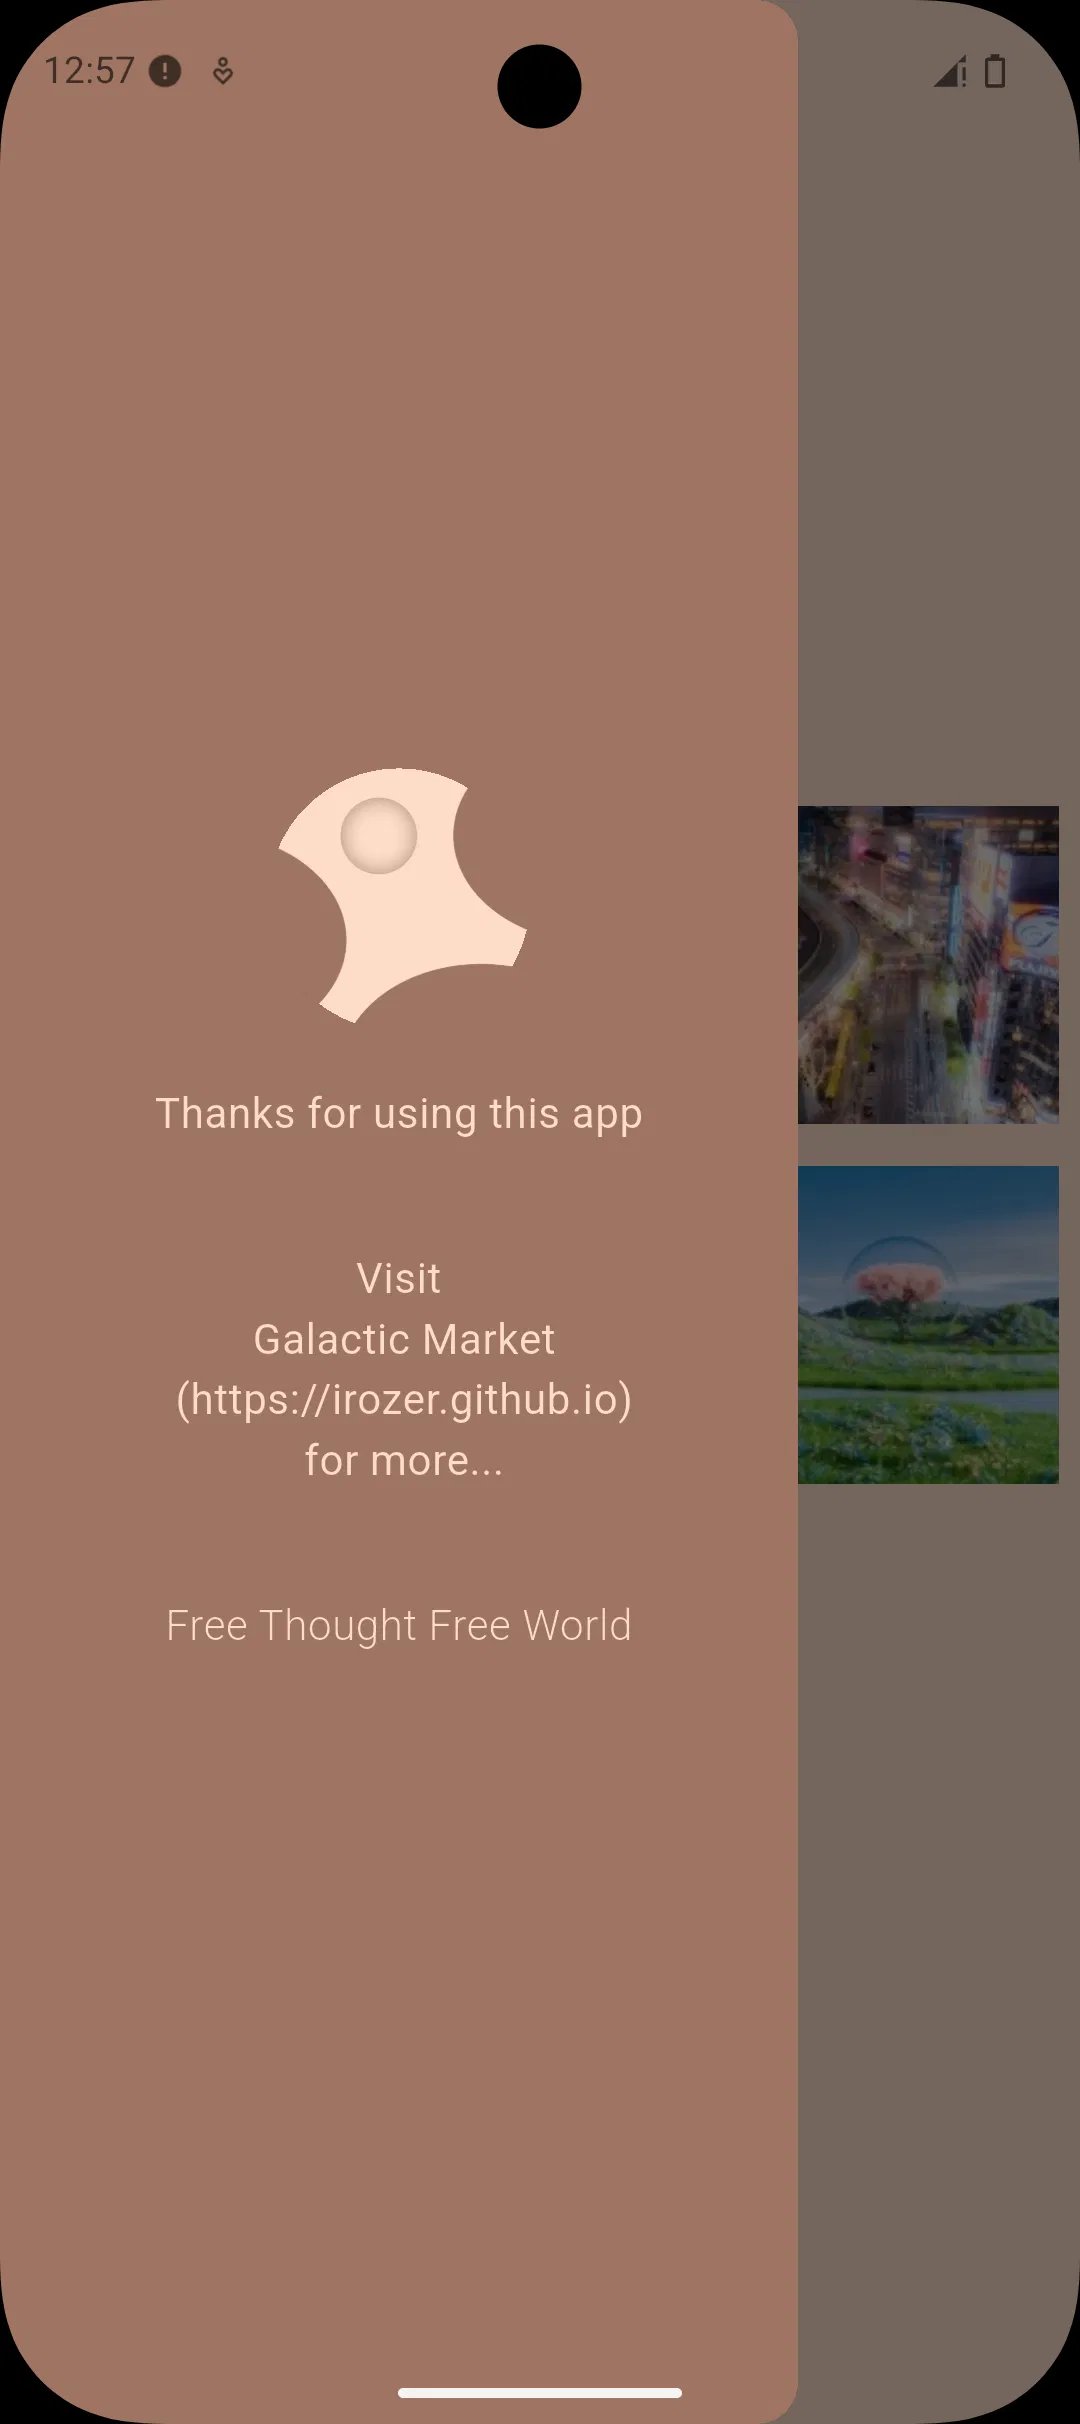 12:57
Thanks for using this app
Visit
Galactic Market
(https://irozer.github.io)
for more...
Free Thought Free World